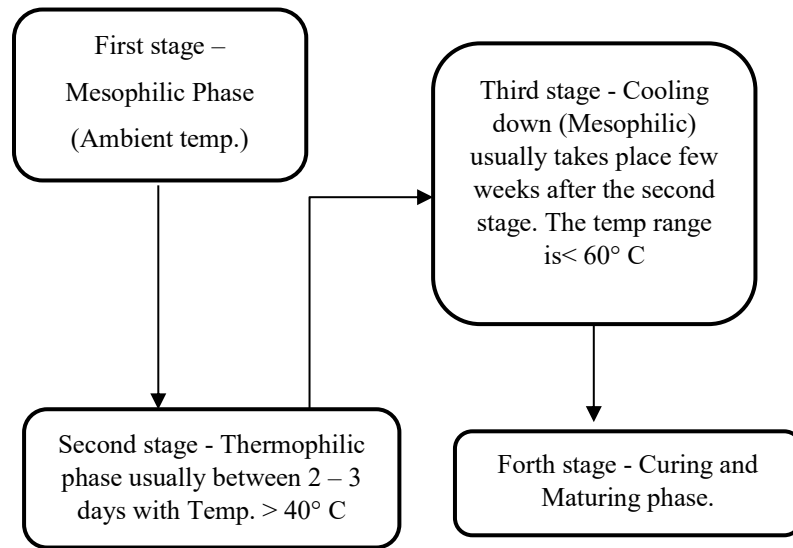 First stage –
Mesophilic Phase
(Ambient temp.)
Second stage - Thermophilic
phase usually between 2 – 3
days with Temp. > 40° C
Third stage - Cooling
down (Mesophilic)
usually takes place few
weeks after the second
stage. The temp range
is< 60° C
Forth stage - Curing and
Maturing phase.